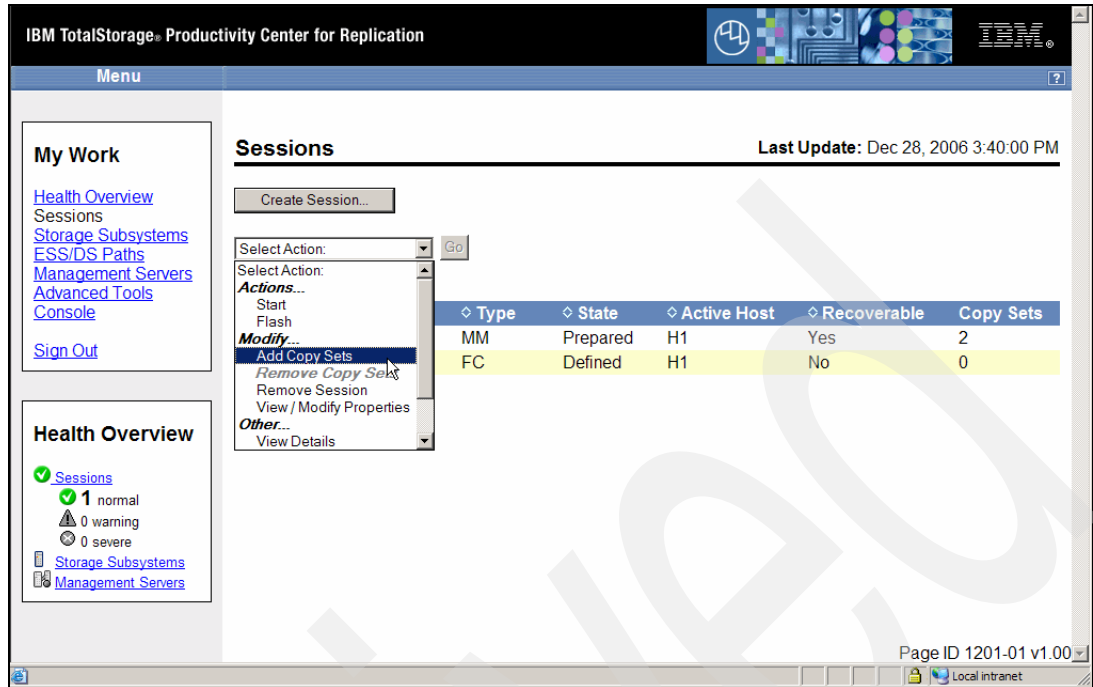 IBM TotalStorage® Productivity Center for Replication
IBM®
Menu
?
My Work
Health Overview
Sessions
Storage Subsystems
ESS/DS Paths
Management Servers
Advanced Tools
Console
Sign Out
Health Overview
Sessions
1 normal
0 warning
0 severe
Storage Subsystems
Management Servers
Sessions
Last Update: Dec 28, 2006 3:40:00 PM
Create Session...
Select Action:
Go
Select Action:
Actions...
Start
Flash
Modify...
Add Copy Sets
Remove Copy Sets
Remove Session
View / Modify Properties
Other...
View Details
Type State Active Host Recoverable Copy Sets
MM Prepared H1 Yes 2
FC Defined H1 No 0
Page ID 1201-01 v1.00
Local intranet